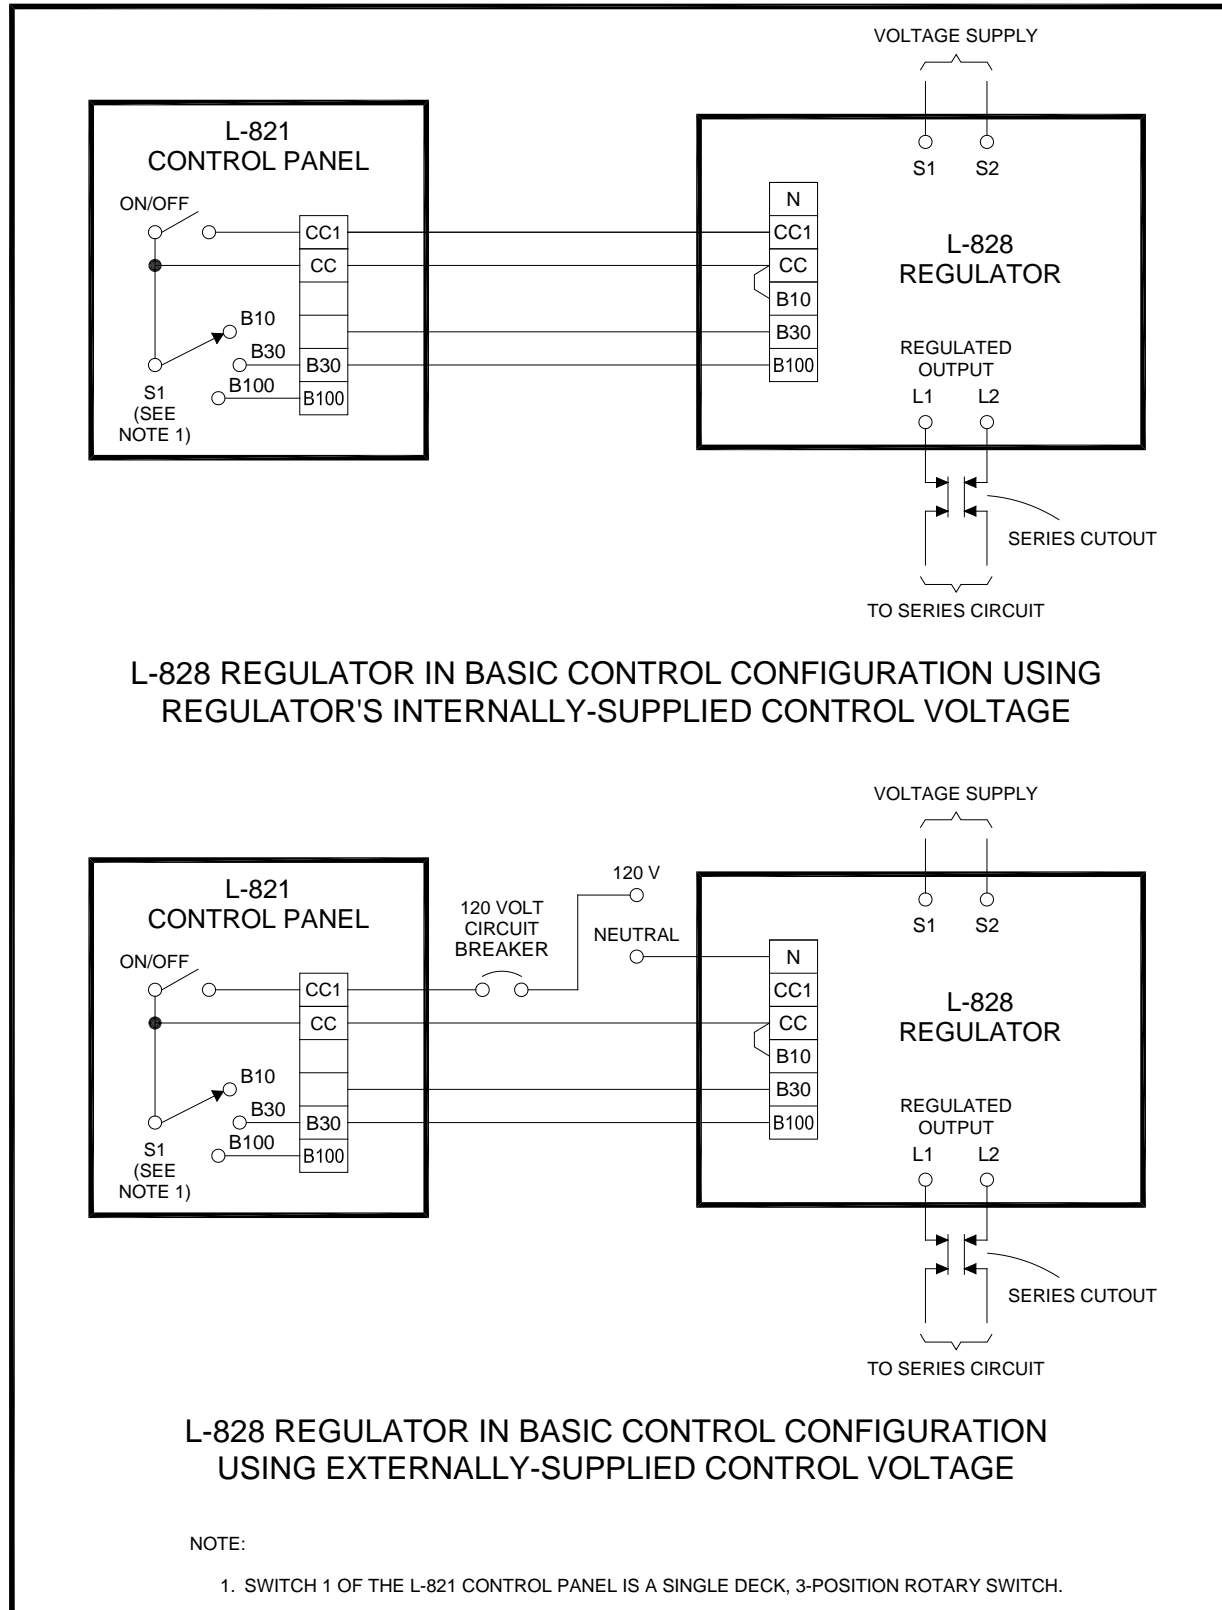 VOLTAGE SUPPLY
L-821
CONTROL PANEL
ON/OFF
CC1
CC
B10
B30
B30
B100
B100
S1
(SEE
NOTE 1)
S1
S2
N
CC1
CC
B10
B30
B100
L-828
REGULATOR
REGULATED
OUTPUT
L1
L2
SERIES CUTOUT
TO SERIES CIRCUIT
L-828 REGULATOR IN BASIC CONTROL CONFIGURATION USING
REGULATOR'S INTERNALLY-SUPPLIED CONTROL VOLTAGE
VOLTAGE SUPPLY
L-821
CONTROL PANEL
ON/OFF
CC1
CC
B10
B30
B30
B100
B100
S1
(SEE
NOTE 1)
120 VOLT
CIRCUIT
BREAKER
120 V
NEUTRAL
S1
S2
N
CC1
CC
B10
B30
B100
L-828
REGULATOR
REGULATED
OUTPUT
L1
L2
SERIES CUTOUT
TO SERIES CIRCUIT
L-828 REGULATOR IN BASIC CONTROL CONFIGURATION
USING EXTERNALLY-SUPPLIED CONTROL VOLTAGE
NOTE:
1. SWITCH 1 OF THE L-821 CONTROL PANEL IS A SINGLE DECK, 3-POSITION ROTARY SWITCH.